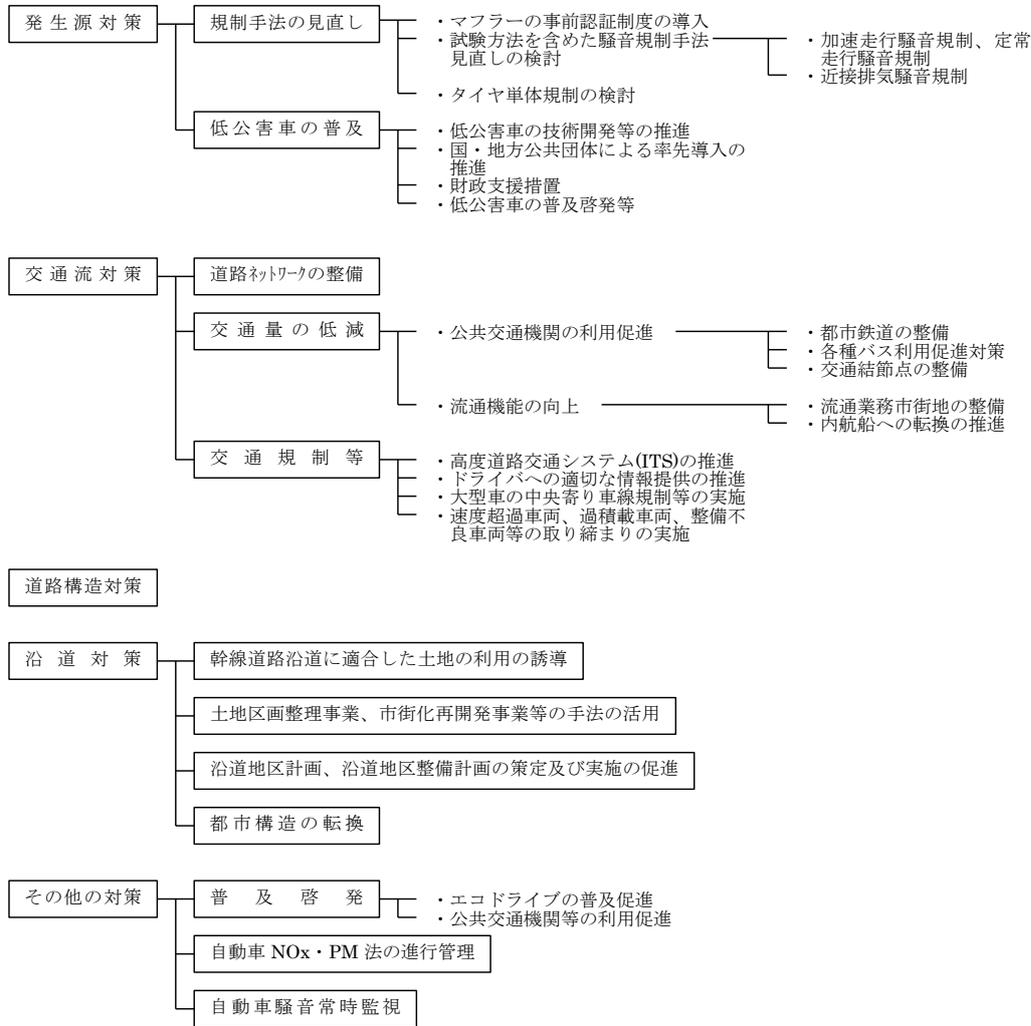 発生源対策
規制手法の見直し
・マフラーの事前認証制度の導入
・試験方法を含めた騒音規制手法
見直しの検討
・加速走行騒音規制、定常
走行騒音規制
・近接排気騒音規制
・タイヤ単体規制の検討
低公害車の普及
・低公害車の技術開発等の推進
・国・地方公共団体による率先導入の
推進
・財政支援措置
・低公害車の普及啓発等
交通流対策
道路ﾈｯﾄﾜｰｸの整備
交通量の低減
・公共交通機関の利用促進
・都市鉄道の整備
・各種バス利用促進対策
・交通結節点の整備
・流通機能の向上
・流通業務市街地の整備
・内航船への転換の推進
交通規制等
・高度道路交通システム(ITS)の推進
・ドライバへの適切な情報提供の推進
・大型車の中央寄り車線規制等の実施
・速度超過車両、過積載車両、整備不
良車両等の取り締まりの実施
道路構造対策
沿道対策
幹線道路沿道に適合した土地の利用の誘導
土地区画整理事業、市街化再開発事業等の手法の活用
沿道地区計画、沿道地区整備計画の策定及び実施の促進
都市構造の転換
その他の対策
普及啓発
・エコドライブの普及促進
・公共交通機関等の利用促進
自動車 NOx・PM 法の進行管理
自動車騒音常時監視